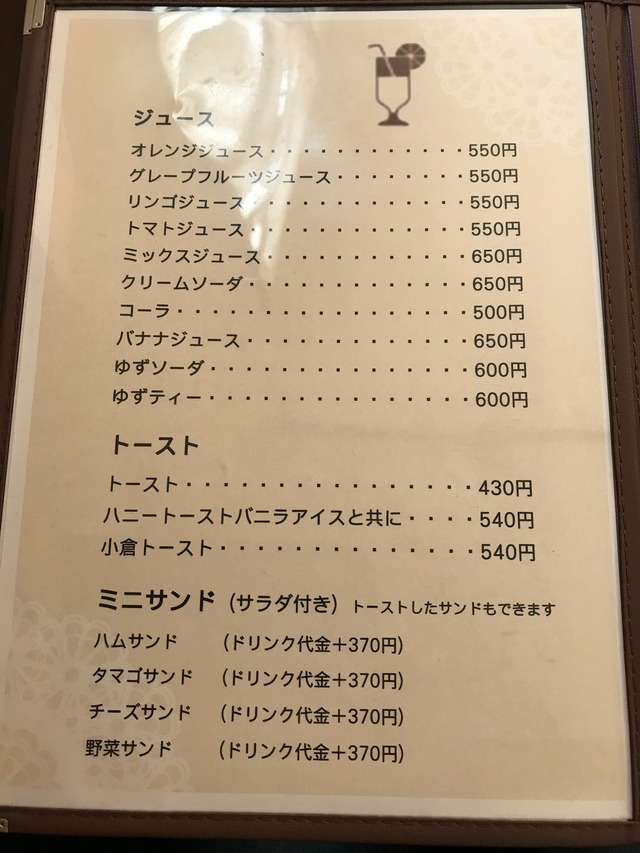 ジュース
オレンジジュース・・・・・・・・・・・・550円
グレープフルーツジュース・・・・・・・・550円
リンゴジュース・・・・・・・・・・・・・550円
トマトジュース・・・・・・・・・・・・・550円
ミックスジュース・・・・・・・・・・・・650円
クリームソーダ・・・・・・・・・・・・・650円
コーラ・・・・・・・・・・・・・・・・・500円
バナナジュース・・・・・・・・・・・・・650円
ゆずソーダ・・・・・・・・・・・・・・・600円
ゆずティー・・・・・・・・・・・・・・・600円
トースト
トースト・・・・・・・・・・・・・・・・430円
ハニートーストバニラアイスと共に・・・・540円
小倉トースト・・・・・・・・・・・・・・540円
ミニサンド(サラダ付き) トーストしたサンドもできます
ハムサンド (ドリンク代金+370円)
タマゴサンド (ドリンク代金+370円)
チーズサンド (ドリンク代金+370円)
野菜サンド (ドリンク代金+370円)